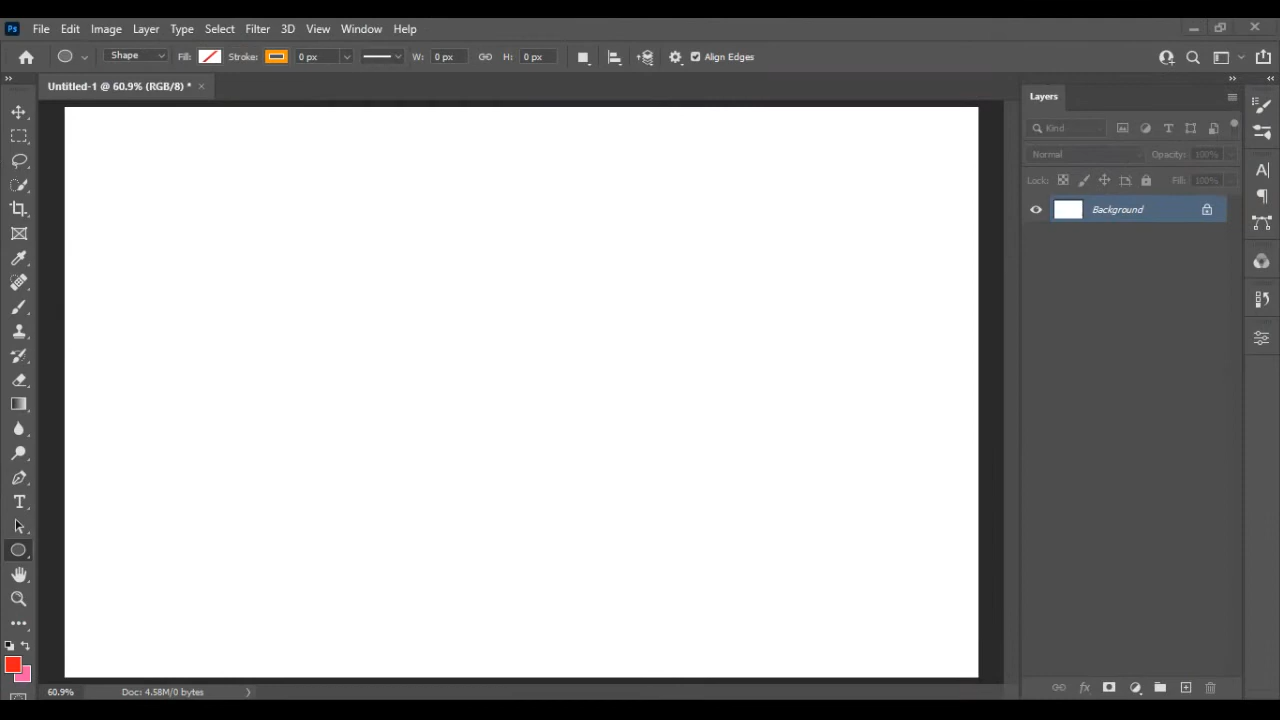 Ps File Edit Image Layer Type Select Filter 3D View Window Help
Shape Fill: Stroke: 0 px W: 0 px H: 0 px Align Edges
Untitled-1 @ 60.9% (RGB/8) * ×
Layers
Kind T
Normal Opacity: 100%
Lock: Fill: 100%
Background
A
T
fx
60.9% Doc: 4.58M/0 bytes